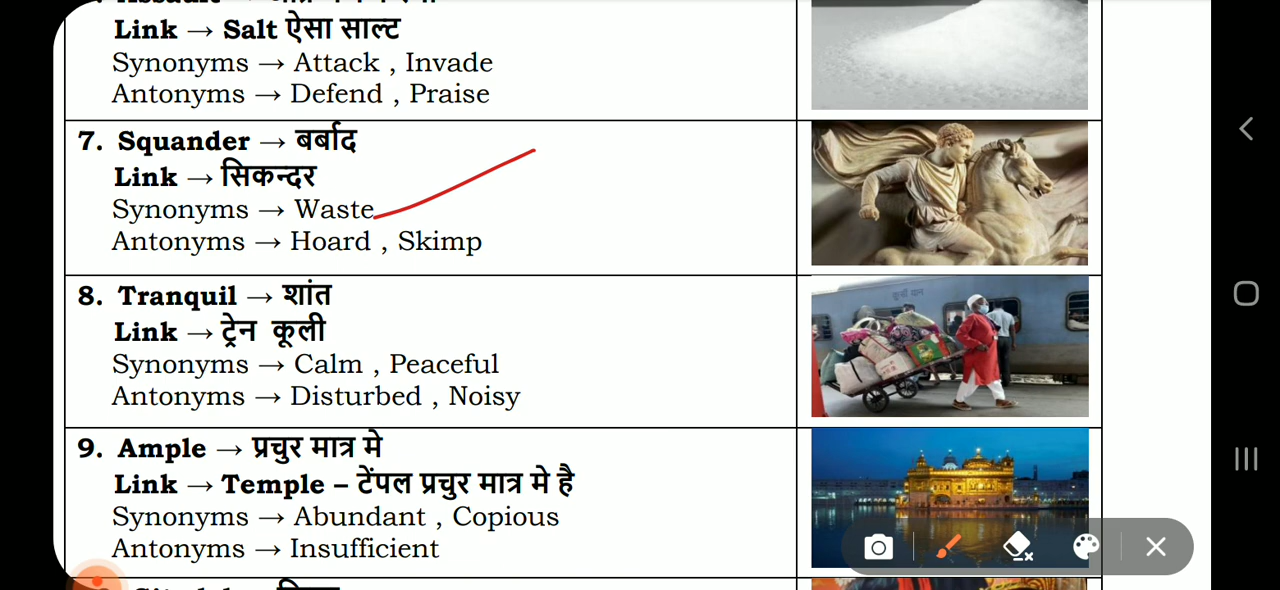 Link → Salt ऐसा साल्ट
Synonyms → Attack , Invade
Antonyms → Defend , Praise
7. Squander → बर्बाद
Link → सिकन्दर
Synonyms → Waste
Antonyms → Hoard , Skimp
8. Tranquil → शांत
Link → ट्रेन कूली
Synonyms → Calm , Peaceful
Antonyms → Disturbed , Noisy
9. Ample → प्रचुर मात्र मे
Link → Temple – टेंपल प्रचुर मात्र मे है
Synonyms → Abundant , Copious
Antonyms → Insufficient